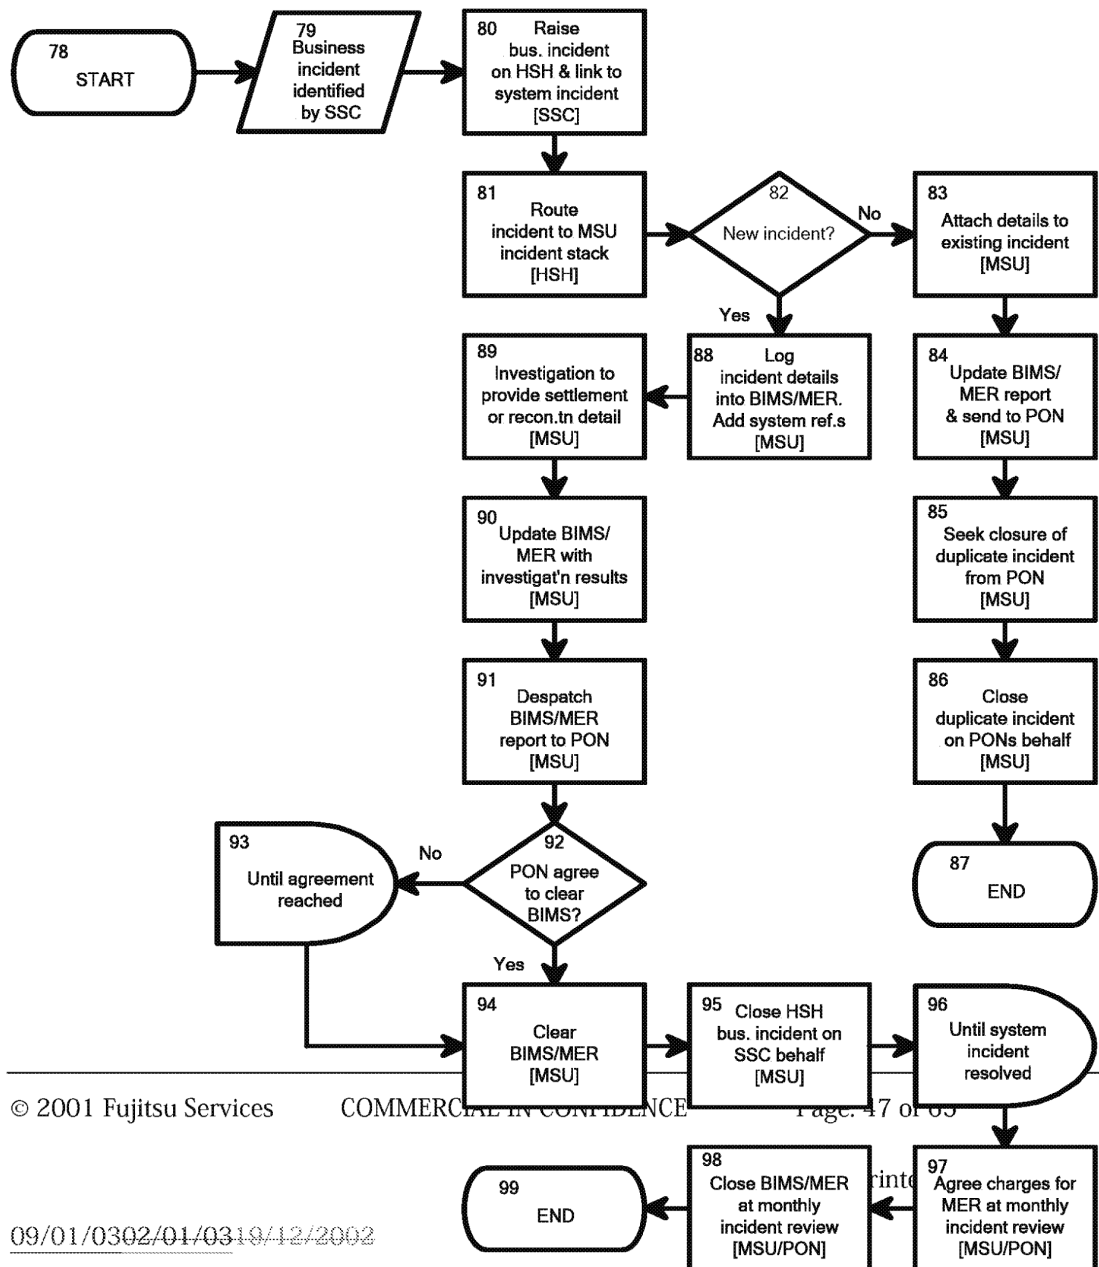 78
START
79
Business
incident
identified
by SSC
80
Raise
bus. incident
on HSH & link to
system incident
[SSC]
81
Route
incident to MSU
incident stack
[HSH]
82
New incident?
No
Yes
83
Attach details to
existing incident
[MSU]
84
Update BIMS/
MER report
& send to PON
[MSU]
85
Seek closure of
duplicate incident
from PON
[MSU]
86
Close
duplicate incident
on PONs behalf
[MSU]
87
END
88
Log
incident details
into BIMS/MER.
Add system ref.s
[MSU]
89
Investigation to
provide settlement
or recon.tn detail
[MSU]
90
Update BIMS/
MER with
investigat'n results
[MSU]
91
Despatch
BIMS/MER
report to PON
[MSU]
92
PON agree
to clear
BIMS?
No
Yes
93
Until agreement
reached
94
Clear
BIMS/MER
[MSU]
95
Close HSH
bus. incident on
SSC behalf
[MSU]
96
Until system
incident
resolved
97
Agree charges for
MER at monthly
incident review
[MSU/PON]
98
Close BIMS/MER
at monthly
incident review
[MSU/PON]
99
END
© 2001 Fujitsu Services COMMERCIAL IN CONFIDENCE Page: 47 of
09/01/0302/01/0319/12/2002